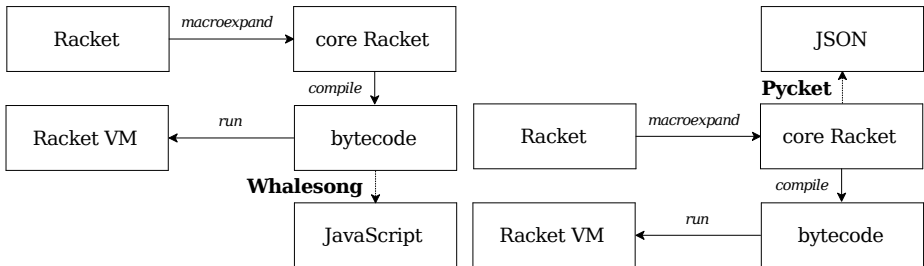 Racket
macroexpand
core Racket
compile
Racket VM
run
bytecode
Whalesong
JavaScript
JSON
Pycket
Racket
macroexpand
core Racket
compile
Racket VM
run
bytecode